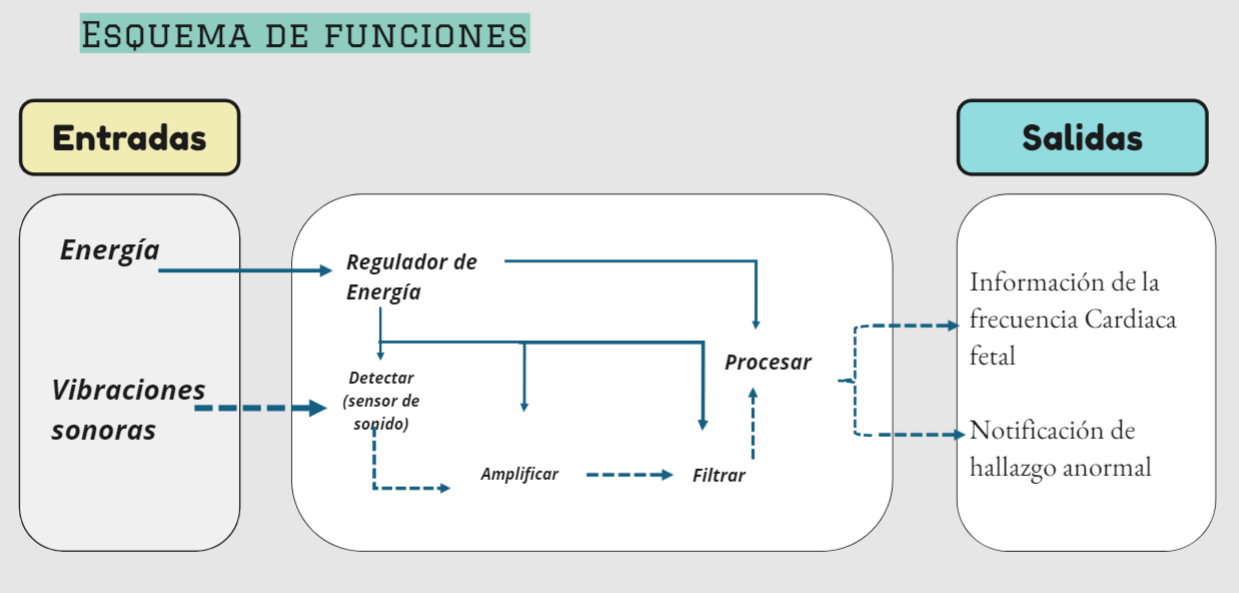 Esquema de funciones
Entradas
Salidas
Energía
Vibraciones
sonoras
Regulador de
Energía
Detectar
(sensor de
sonido)
Amplificar
Filtrar
Procesar
Información de la
frecuencia Cardiaca
fetal
Notificación de
hallazgo anormal